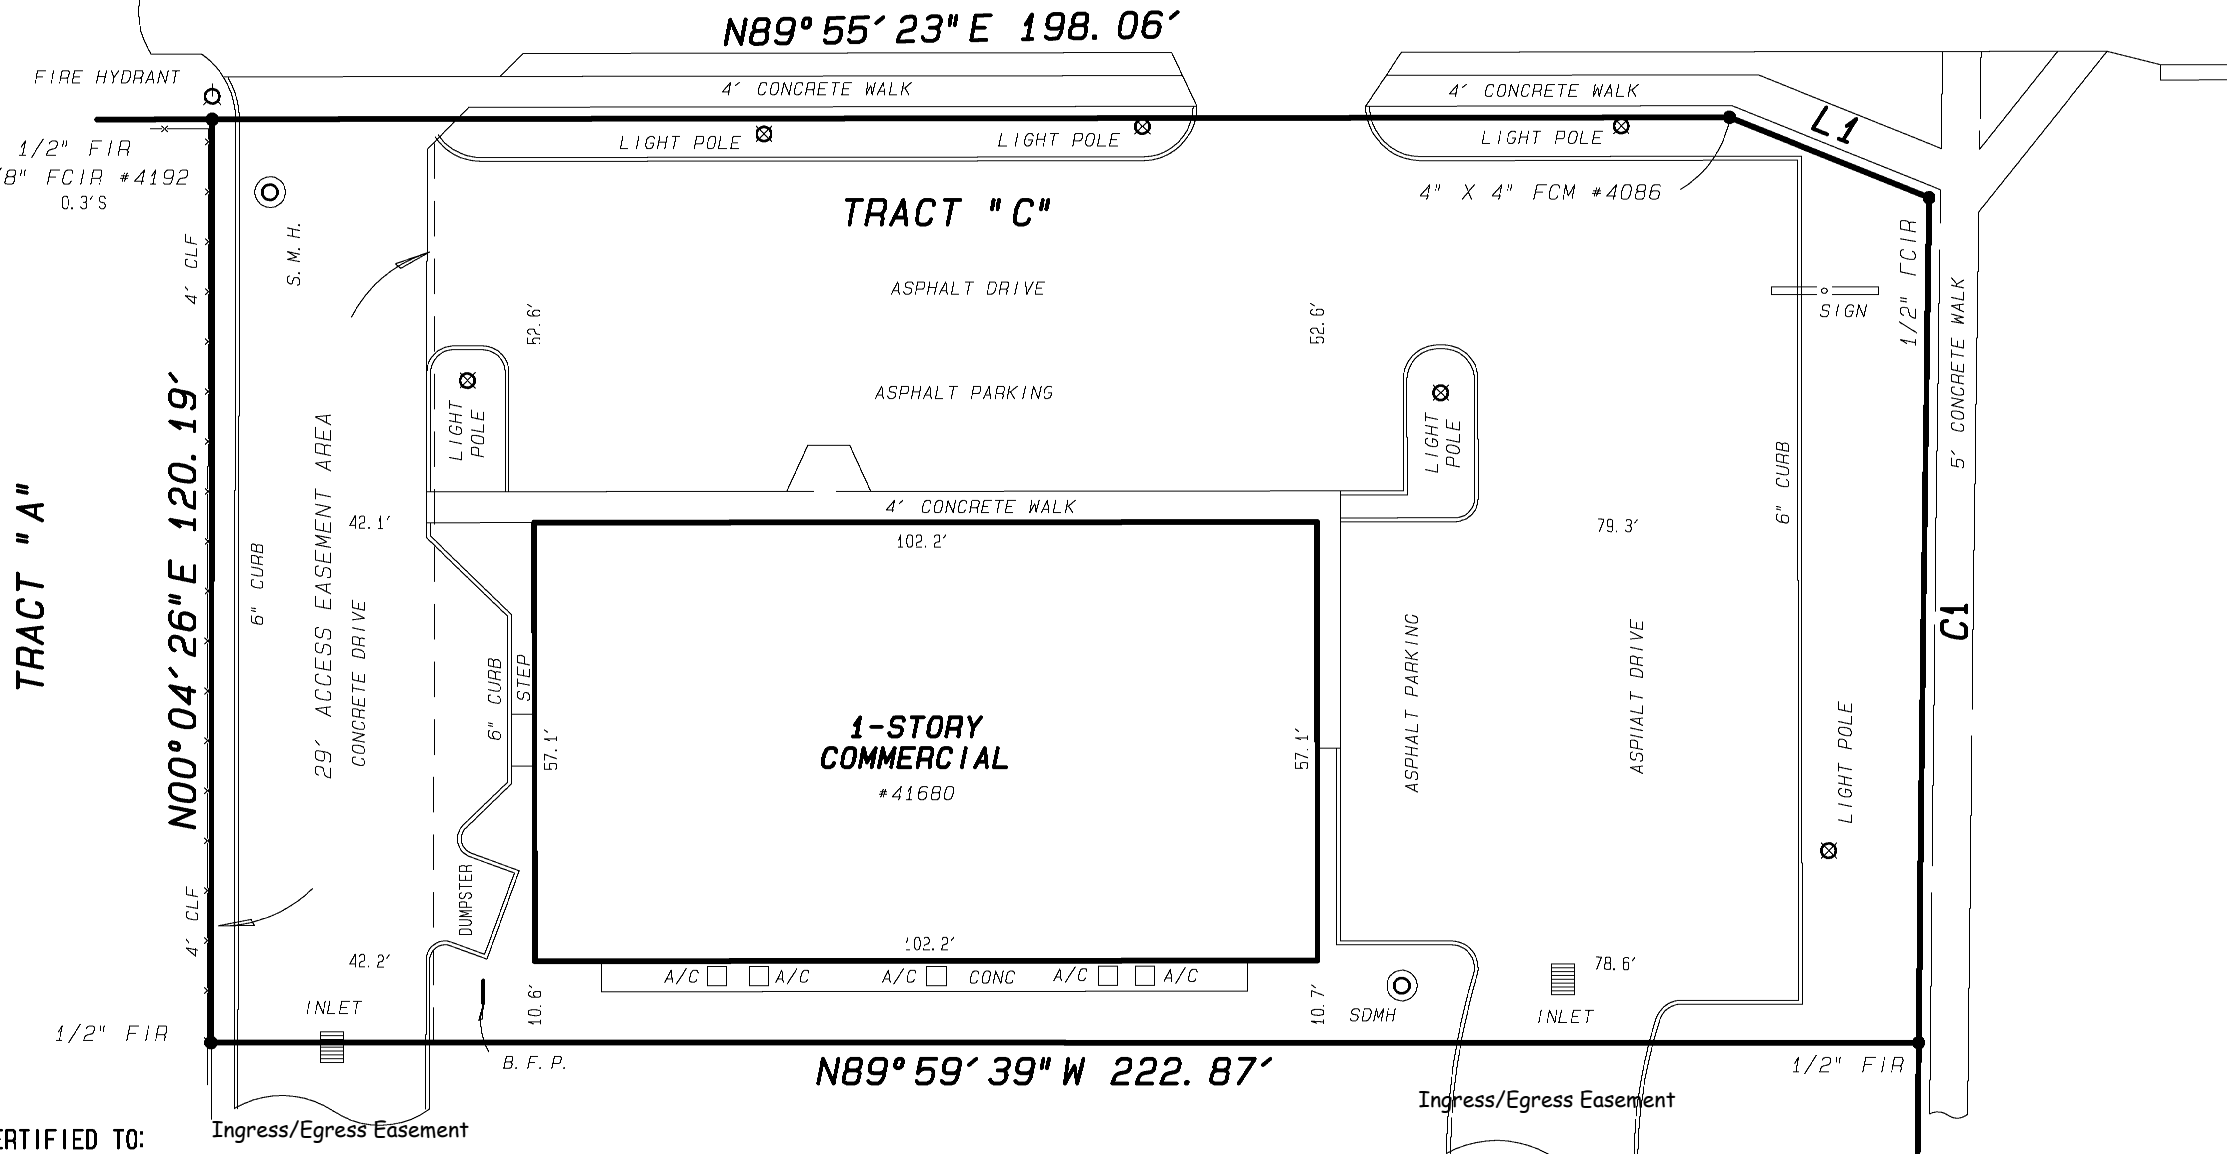 N89°55'23"E 198.06'
FIRE HYDRANT
4' CONCRETE WALK
4' CONCRETE WALK
L1
LIGHT POLE
LIGHT POLE
LIGHT POLE
1/2" FIR
8" FCIR #4192
0.3'S
4" X 4" FCM #4086
TRACT "C"
S.M.H.
4' CLF
1/2" FCIR
ASPHALT DRIVE
SIGN
52.6'
52.6'
5' CONCRETE WALK
ASPHALT PARKING
LIGHT
POLE
LIGHT
POLE
6" CURB
TRACT "A"
N00°04'26"E 120.19'
29' ACCESS EASEMENT AREA
CONCRETE DRIVE
6" CURB
42.1'
4' CONCRETE WALK
79.3'
102.2'
C1
6" CURB
STEP
57.1'
1-STORY
COMMERCIAL
#41680
57.1'
ASPHALT PARKING
ASPHALT DRIVE
LIGHT POLE
4' CLF
DUMPSTER
102.2'
42.2'
A/C
A/C
A/C
CONC
A/C
A/C
78.6'
INLET
10.6'
10.7'
SDMH
INLET
1/2" FIR
B.F.P.
N89°59'39"W 222.87'
1/2" FIR
Ingress/Egress Easement
Ingress/Egress Easement
ERTIFIED TO: